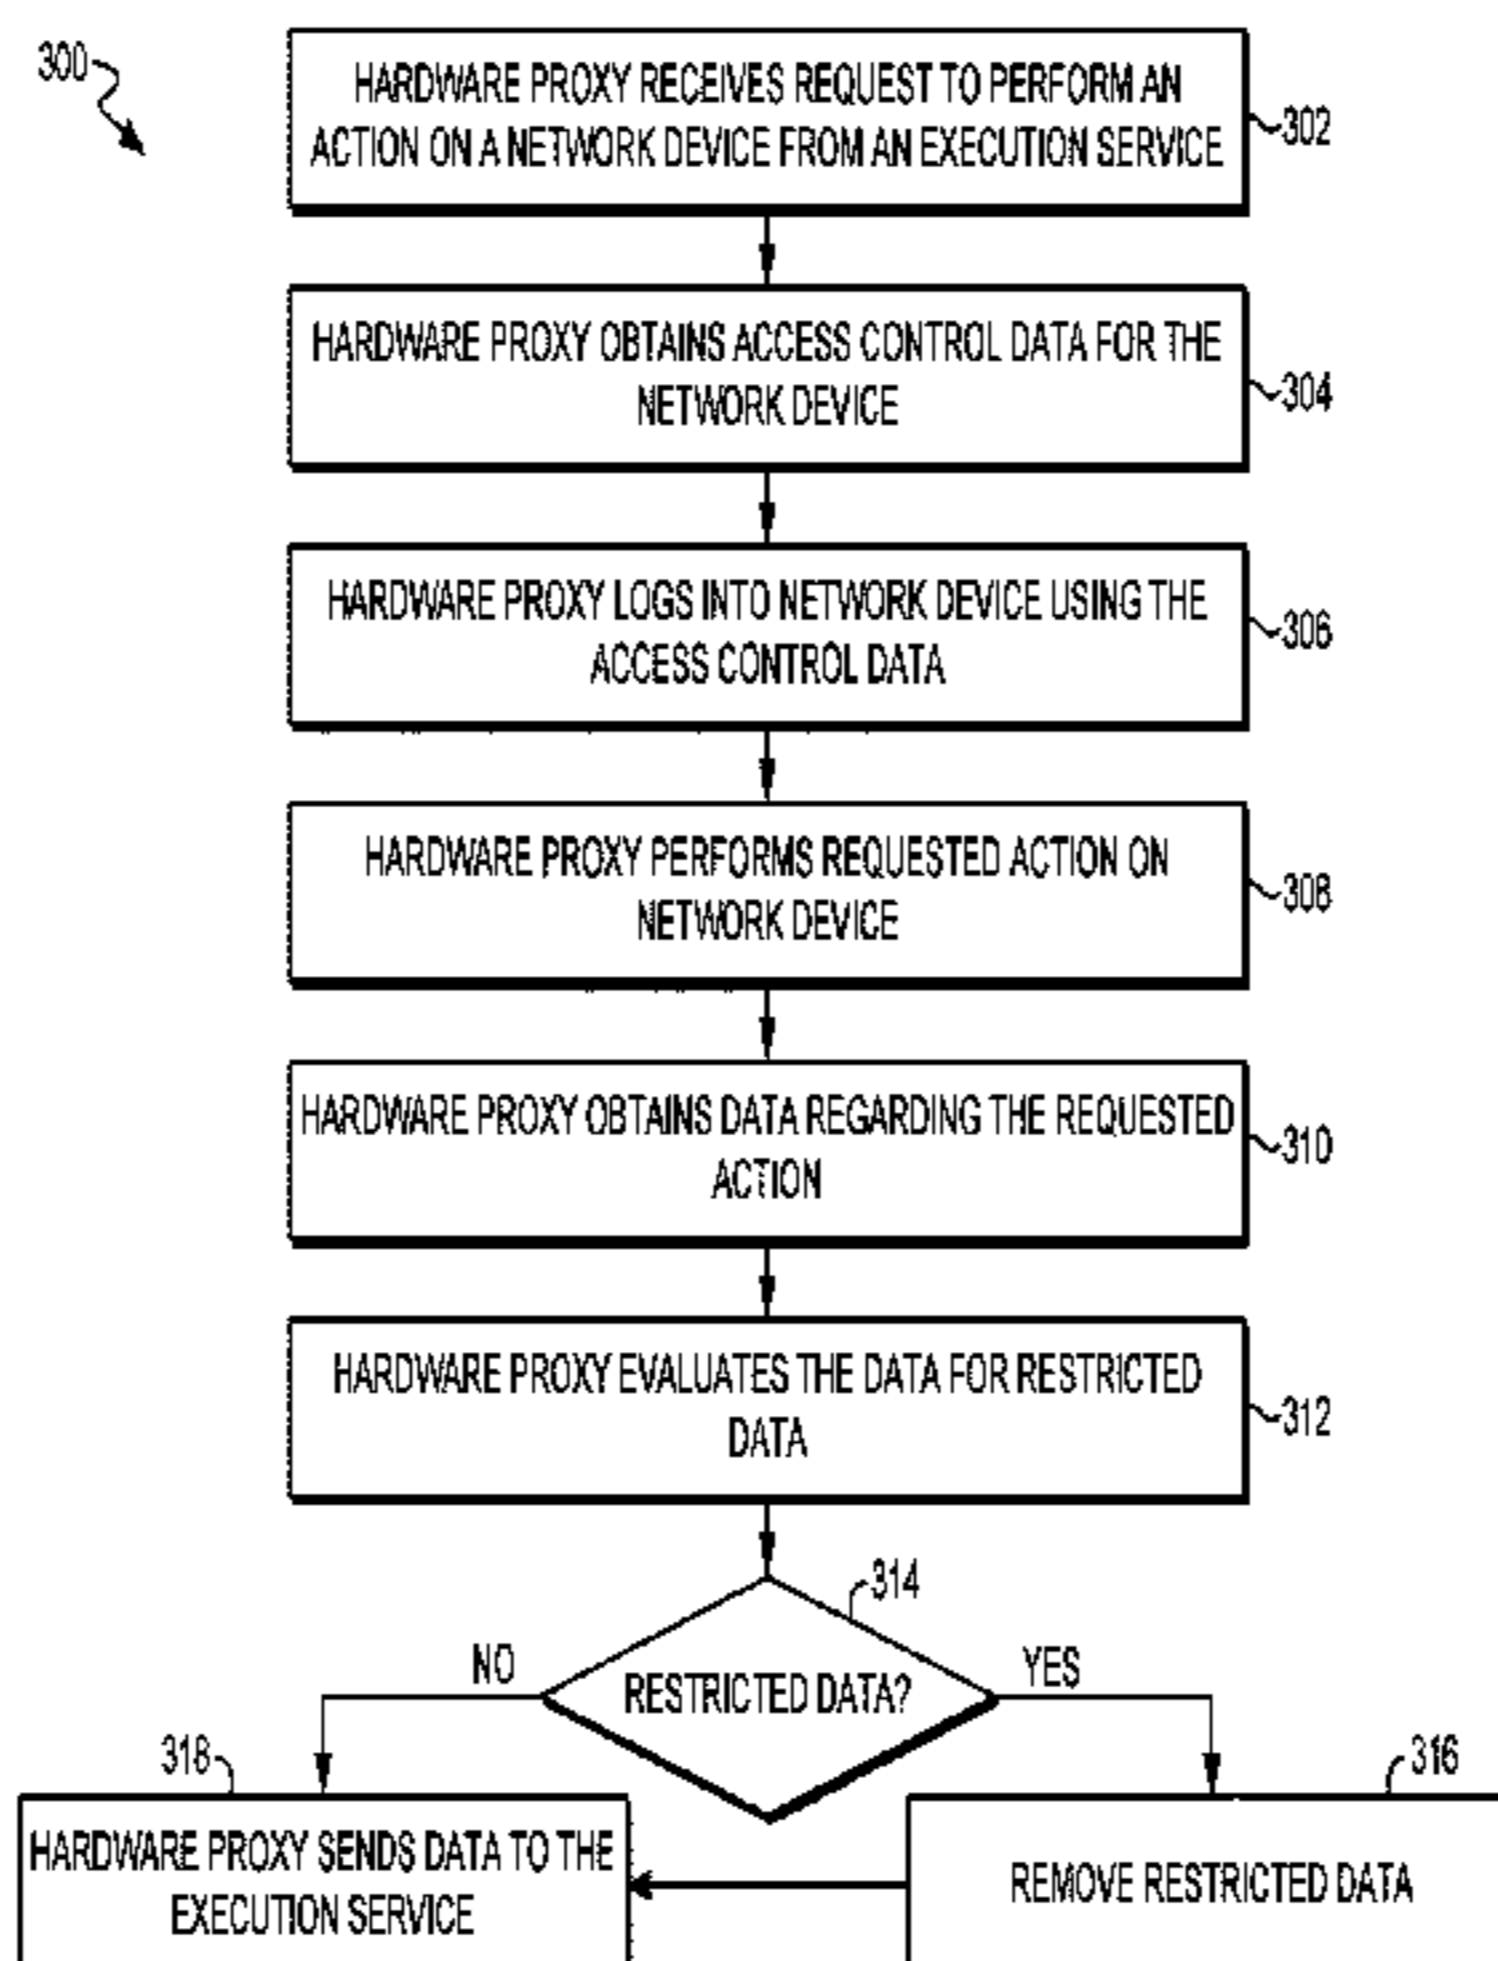 300
HARDWARE PROXY RECEIVES REQUEST TO PERFORM AN
ACTION ON A NETWORK DEVICE FROM AN EXECUTION SERVICE
302
HARDWARE PROXY OBTAINS ACCESS CONTROL DATA FOR THE
NETWORK DEVICE
304
HARDWARE PROXY LOGS INTO NETWORK DEVICE USING THE
ACCESS CONTROL DATA
306
HARDWARE PROXY PERFORMS REQUESTED ACTION ON
NETWORK DEVICE
308
HARDWARE PROXY OBTAINS DATA REGARDING THE REQUESTED
ACTION
310
HARDWARE PROXY EVALUATES THE DATA FOR RESTRICTED
DATA
312
314
NO
RESTRICTED DATA?
YES
318
316
HARDWARE PROXY SENDS DATA TO THE
EXECUTION SERVICE
REMOVE RESTRICTED DATA